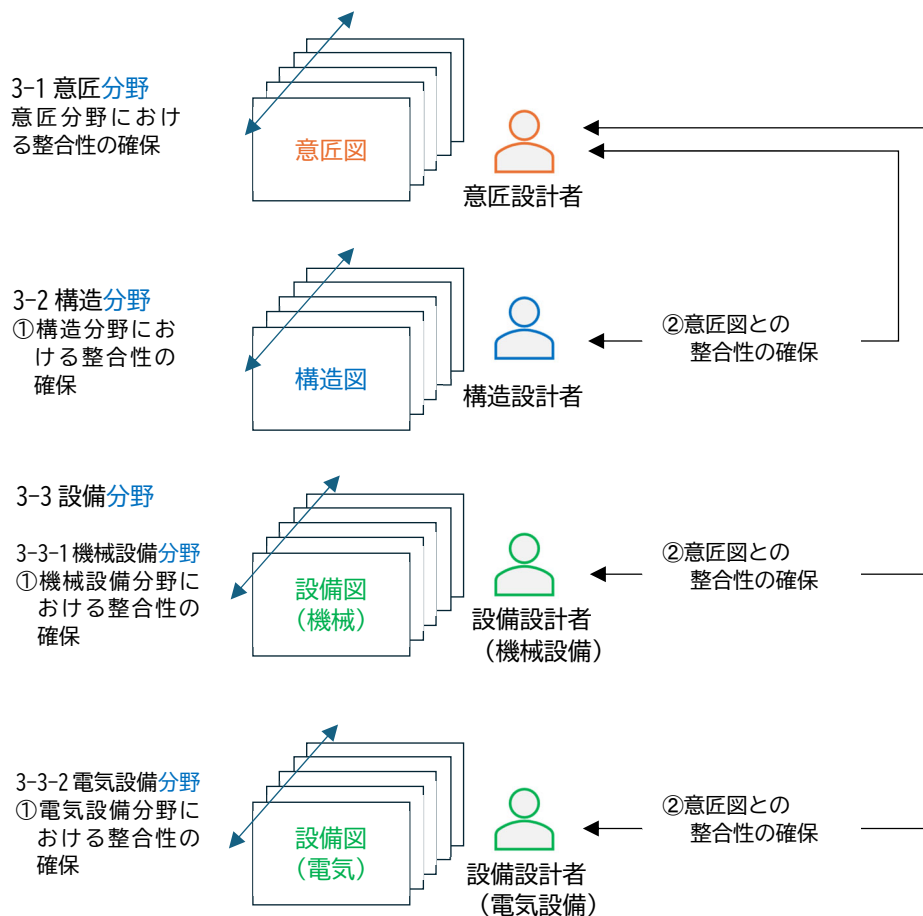 3-1 意匠分野
意匠分野におけ
る整合性の確保
意匠図
意匠設計者
3-2 構造分野
①構造分野にお
ける整合性の
確保
構造図
構造設計者
②意匠図との
整合性の確保
3-3 設備分野
3-3-1 機械設備分野
①機械設備分野に
おける整合性の
確保
設備図
（機械）
設備設計者
（機械設備）
②意匠図との
整合性の確保
3-3-2 電気設備分野
①電気設備分野に
おける整合性の
確保
設備図
（電気）
設備設計者
（電気設備）
②意匠図との
整合性の確保